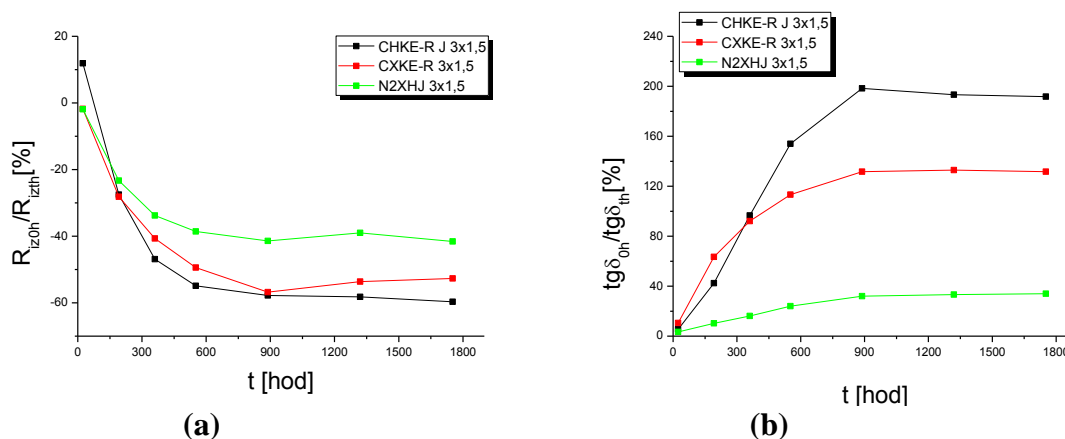 CHKE-R J 3x1,5
CXKE-R 3x1,5
N2XHJ 3x1,5
20
0
-20
-40
-60
R_iz0h/R_izth[%]
0 300 600 900 1200 1500 1800
t [hod]
(a)
CHKE-R J 3x1,5
CXKE-R 3x1,5
N2XHJ 3x1,5
240
200
160
120
80
40
0
tgδ_0h/tgδ_th[%]
0 300 600 900 1200 1500 1800
t [hod]
(b)